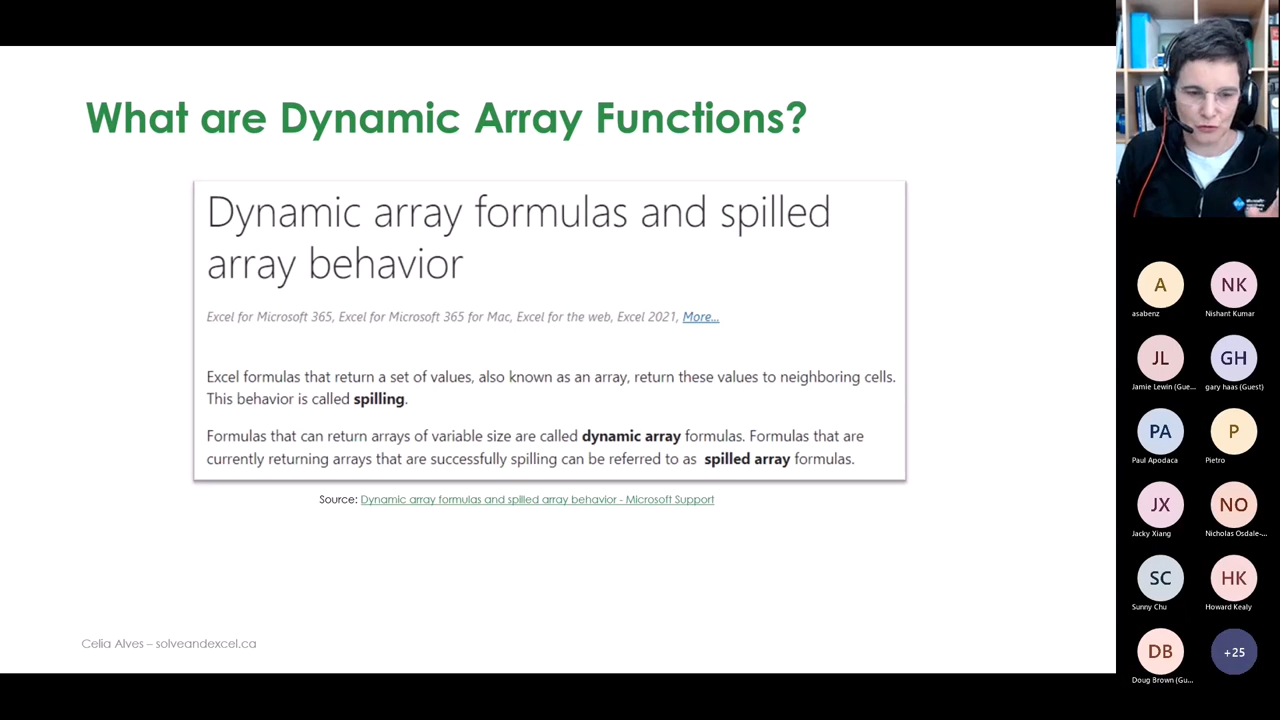 What are Dynamic Array Functions?
Dynamic array formulas and spilled
array behavior
Excel for Microsoft 365, Excel for Microsoft 365 for Mac, Excel for the web, Excel 2021, More...
Excel formulas that return a set of values, also known as an array, return these values to neighboring cells.
This behavior is called spilling.
Formulas that can return arrays of variable size are called dynamic array formulas. Formulas that are
currently returning arrays that are successfully spilling can be referred to as spilled array formulas.
Source: Dynamic array formulas and spilled array behavior - Microsoft Support
Celia Alves – solveandexcel.ca
A
asabenz
NK
Nishant Kumar
JL
Jamie Lewin (Gue...
GH
gary haas (Guest)
PA
Paul Apodaca
P
Pietro
JX
Jacky Xiang
NO
Nicholas Osdale-...
SC
Sunny Chu
HK
Howard Kealy
DB
Doug Brown (Gu...
+25